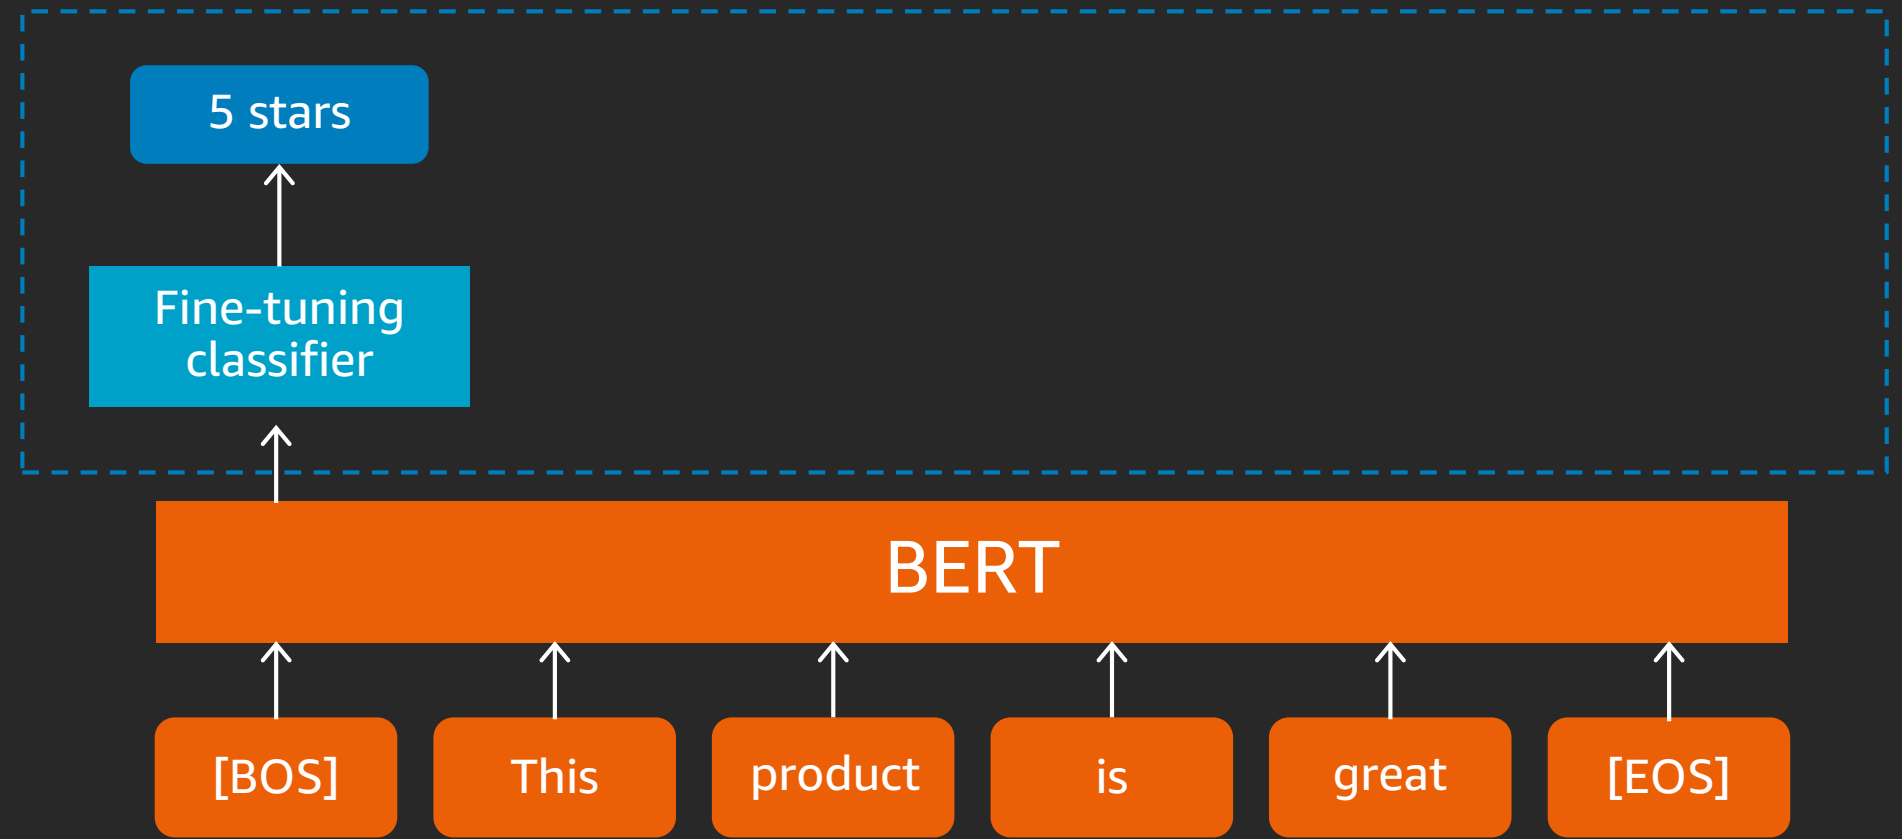 5 stars
Fine-tuning
classifier
BERT
[BOS] This product is great [EOS]